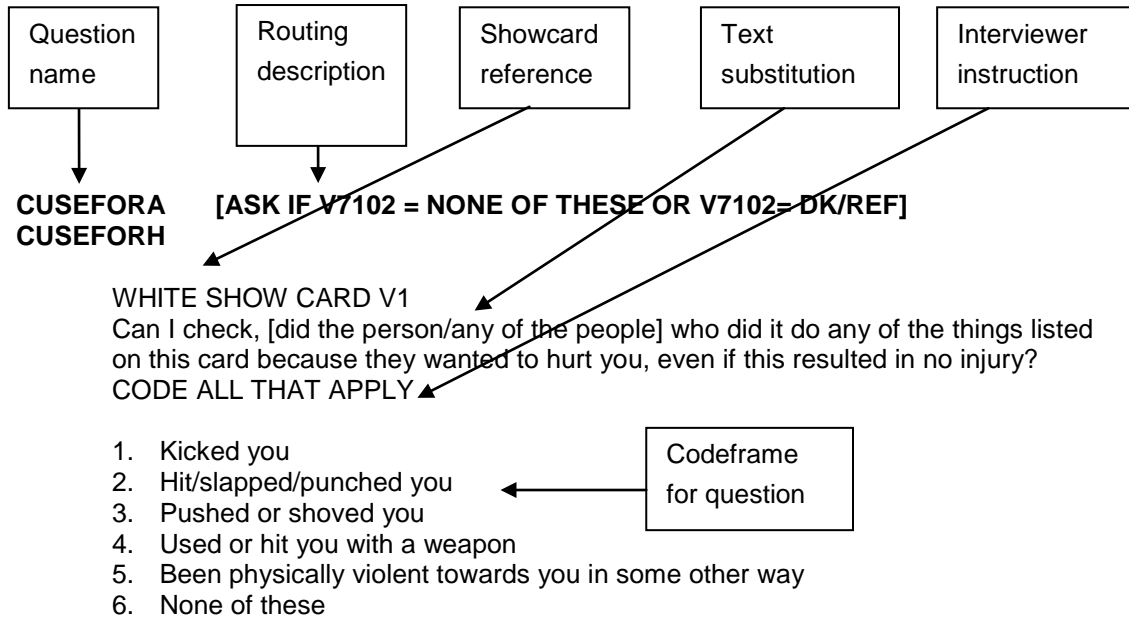 Question
name
Routing
description
Showcard
reference
Text
substitution
Interviewer
instruction
CUSEFORA [ASK IF V7102 = NONE OF THESE OR V7102= DK/REF]
CUSEFORH
WHITE SHOW CARD V1
Can I check, [did the person/any of the people] who did it do any of the things listed
on this card because they wanted to hurt you, even if this resulted in no injury?
CODE ALL THAT APPLY
1. Kicked you
2. Hit/slapped/punched you
3. Pushed or shoved you
4. Used or hit you with a weapon
5. Been physically violent towards you in some other way
6. None of these
Codeframe
for question